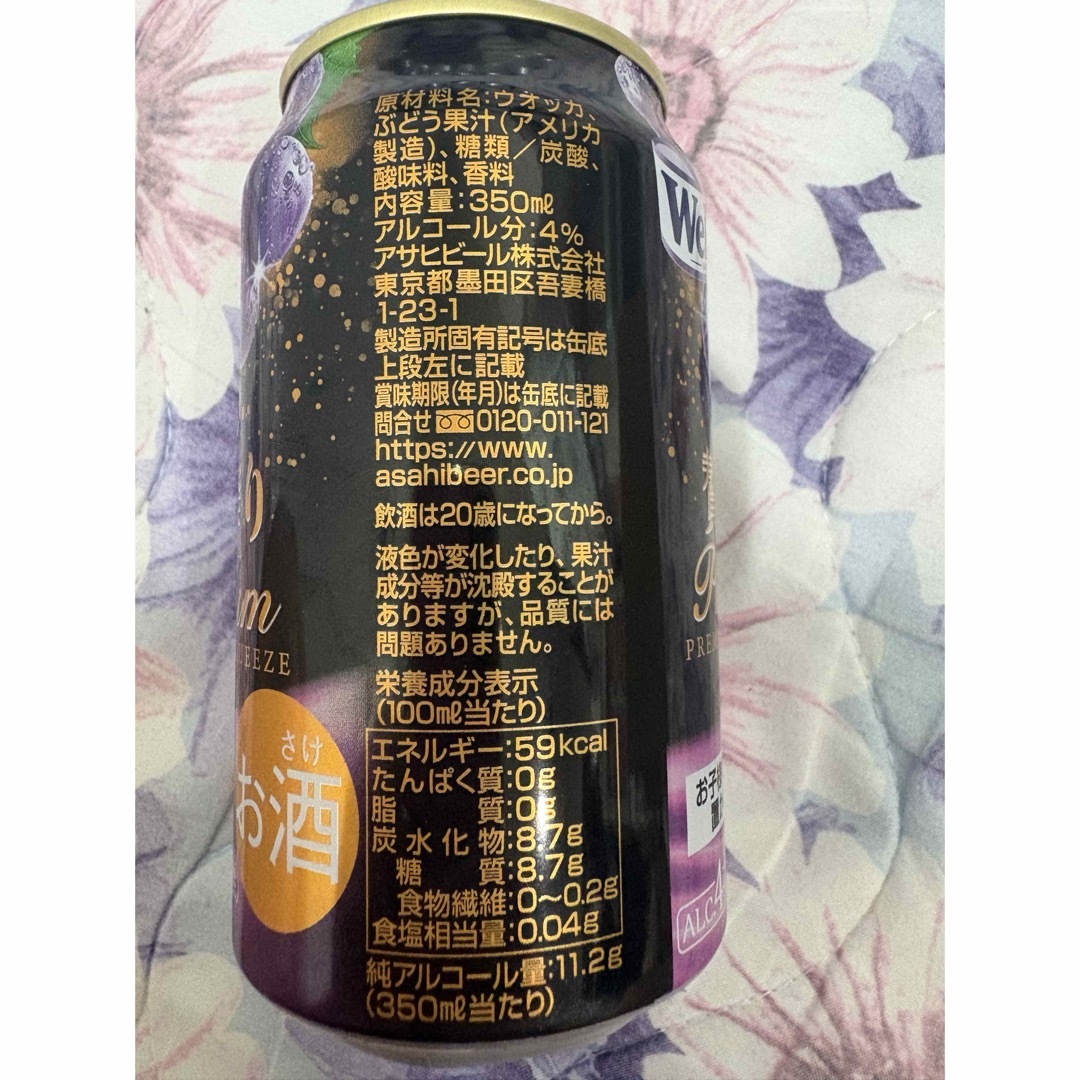 原材料名:ウオッカ、
ぶどう果汁(アメリカ
製造)、糖類/炭酸、
酸味料、香料
内容量:350㎖
アルコール分:4%
アサヒビール株式会社
東京都墨田区吾妻橋
1-23-1
製造所固有記号は缶底
上段左に記載
賞味期限(年月)は缶底に記載
問合せ 0120-011-121
https://www.
asahibeer.co.jp
飲酒は20歳になってから。
液色が変化したり、果汁
成分等が沈殿することが
ありますが、品質には
問題ありません。
栄養成分表示
(100㎖当たり)
エネルギー:59kcal
たんぱく質:0g
脂質:0g
炭水化物:8.7g
糖質:8.7g
食物繊維:0~0.2g
食塩相当量:0.04g
純アルコール量:11.2g
(350㎖当たり)
さけ
お酒
ALC.4